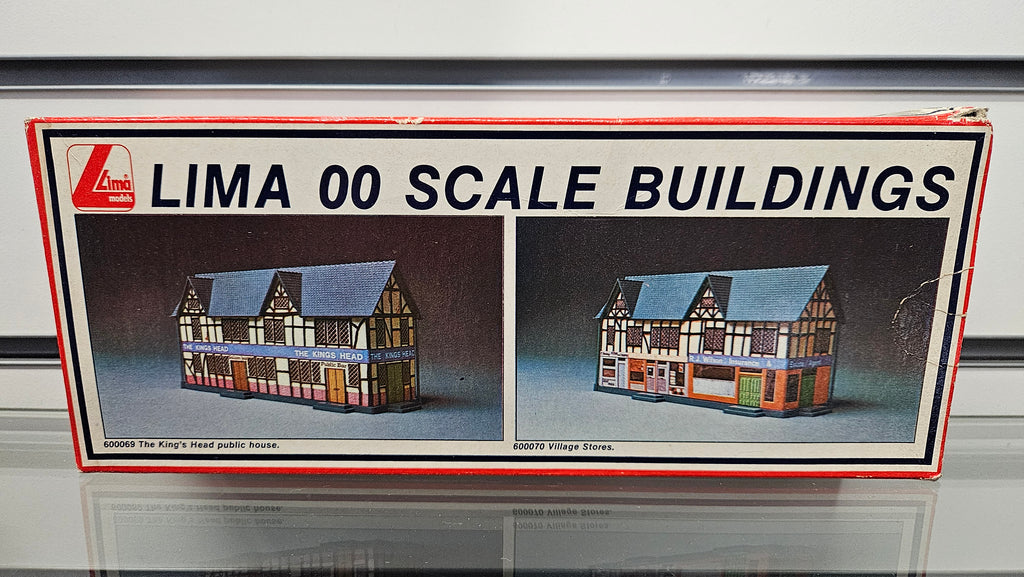 Lima
models
LIMA 00 SCALE BUILDINGS
THE KINGS HEAD
THE KINGS HEAD
THE KINGS HEAD
Public Bar
R.J. Wilson.
600069 The King's Head public house.
600070 Village Stores.